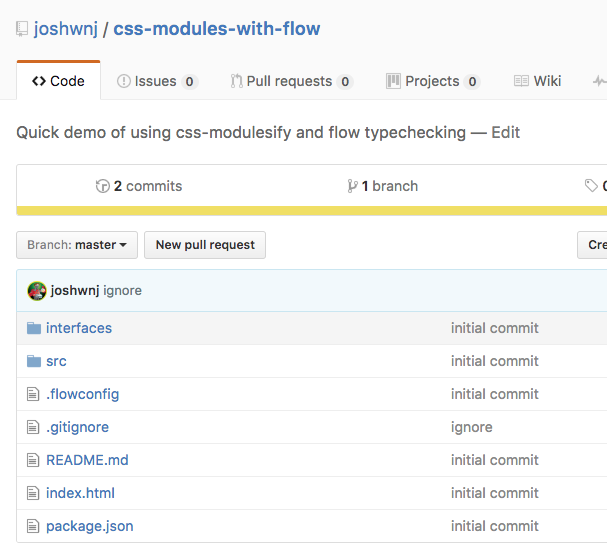 joshwnj / css-modules-with-flow
Code Issues 0 Pull requests 0 Projects 0 Wiki
Quick demo of using css-modulesify and flow typechecking — Edit
2 commits 1 branch
Branch: master New pull request
joshwnj ignore
interfaces initial commit
src initial commit
.flowconfig initial commit
.gitignore ignore
README.md initial commit
index.html initial commit
package.json initial commit